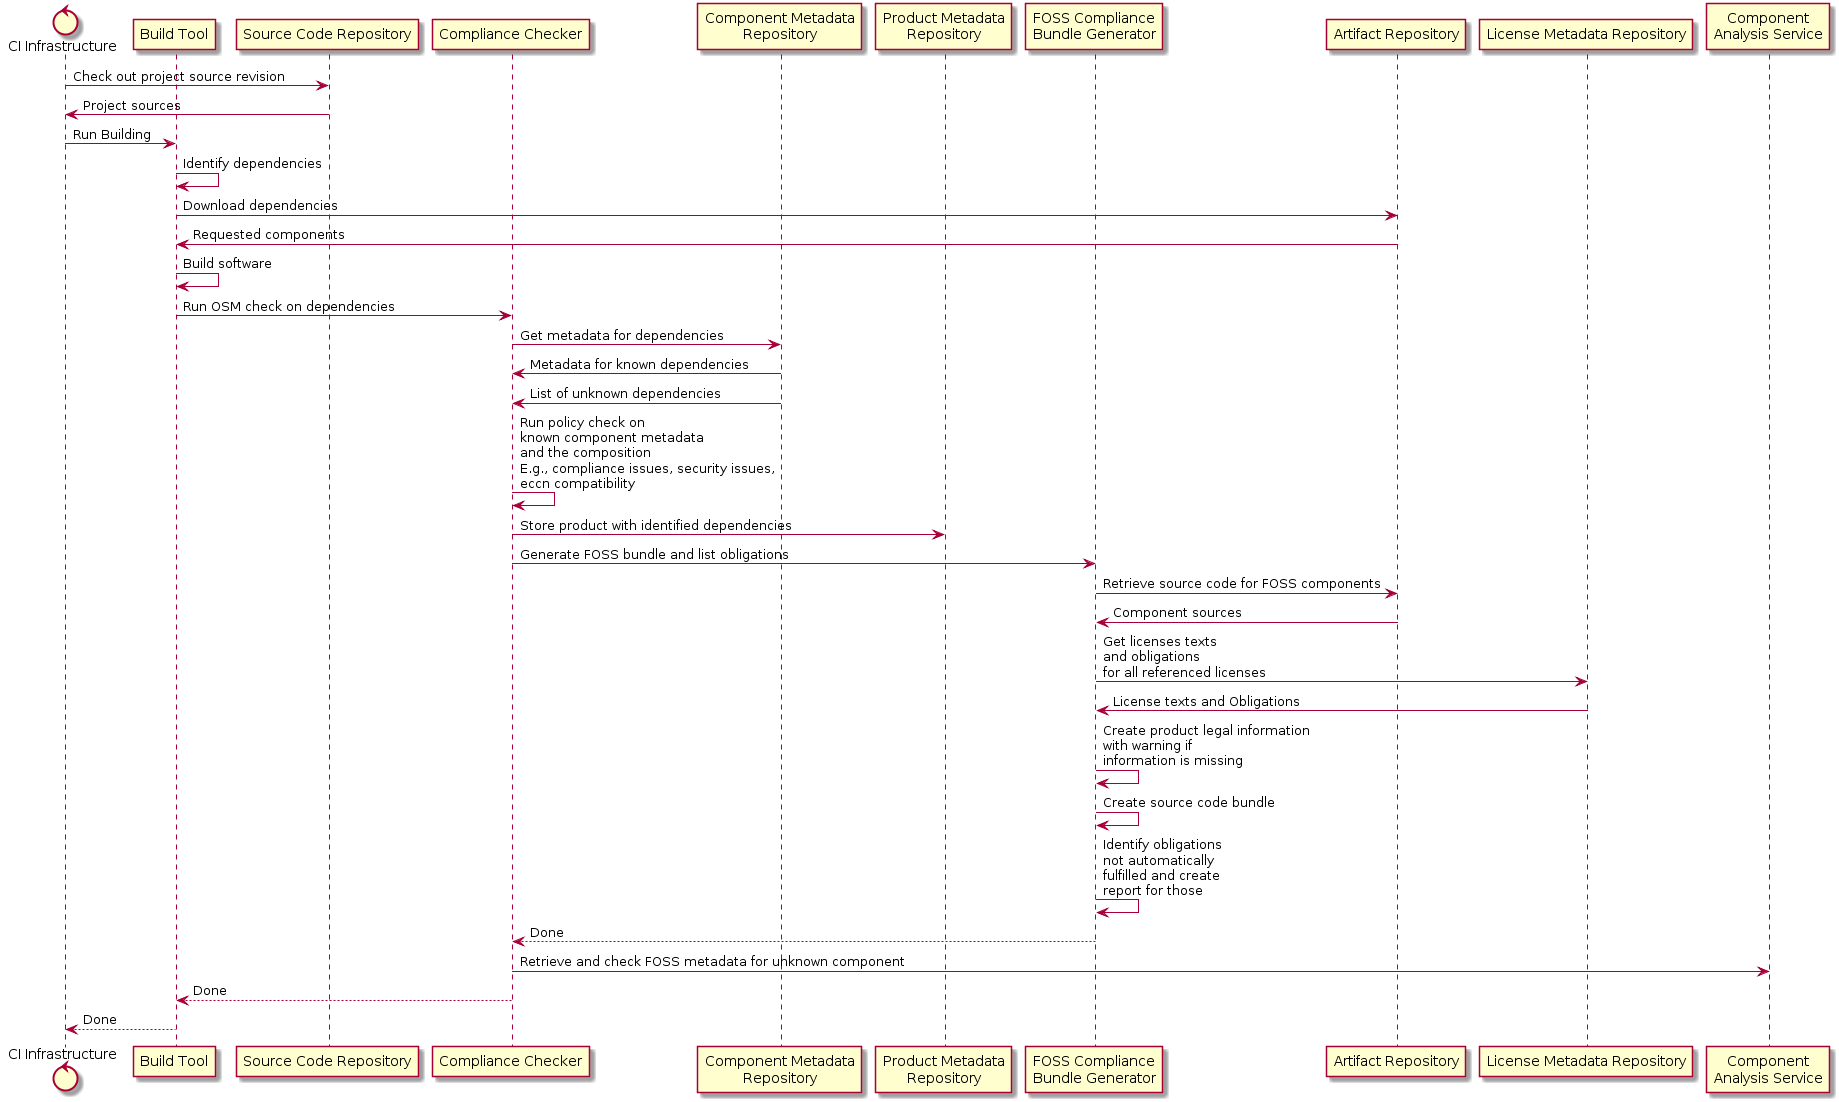 CI Infrastructure
Build Tool
Source Code Repository
Compliance Checker
Component Metadata
Repository
Product Metadata
Repository
FOSS Compliance
Bundle Generator
Artifact Repository
License Metadata Repository
Component
Analysis Service
Check out project source revision
Project sources
Run Building
Identify dependencies
Download dependencies
Requested components
Build software
Run OSM check on dependencies
Get metadata for dependencies
Metadata for known dependencies
List of unknown dependencies
Run policy check on
known component metadata
and the composition
E.g., compliance issues, security issues,
eccn compatibility
Store product with identified dependencies
Generate FOSS bundle and list obligations
Retrieve source code for FOSS components
Component sources
Get licenses texts
and obligations
for all referenced licenses
License texts and Obligations
Create product legal information
with warning if
information is missing
Create source code bundle
Identify obligations
not automatically
fulfilled and create
report for those
Done
Retrieve and check FOSS metadata for unknown component
Done
Done
CI Infrastructure
Build Tool
Source Code Repository
Compliance Checker
Component Metadata
Repository
Product Metadata
Repository
FOSS Compliance
Bundle Generator
Artifact Repository
License Metadata Repository
Component
Analysis Service